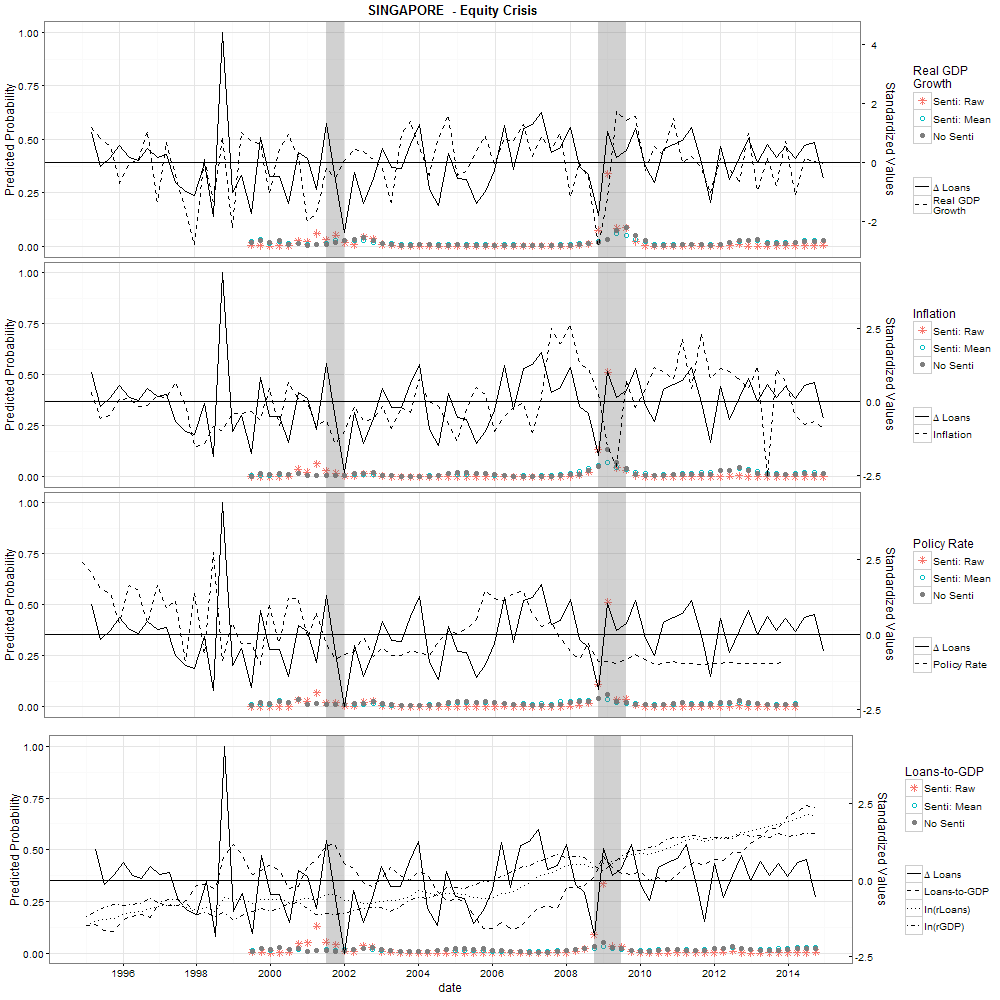 SINGAPORE - Equity Crisis
Predicted Probability
1.00
0.75
0.50
0.25
0.00
4
2
0
-2
Standardized Values
Real GDP
Growth
Senti: Raw
Senti: Mean
No Senti
Δ Loans
Real GDP
Growth
Predicted Probability
1.00
0.75
0.50
0.25
0.00
2.5
0.0
-2.5
Standardized Values
Inflation
Senti: Raw
Senti: Mean
No Senti
Δ Loans
Inflation
Predicted Probability
1.00
0.75
0.50
0.25
0.00
2.5
0.0
-2.5
Standardized Values
Policy Rate
Senti: Raw
Senti: Mean
No Senti
Δ Loans
Policy Rate
Predicted Probability
1.00
0.75
0.50
0.25
0.00
2.5
0.0
-2.5
Standardized Values
Loans-to-GDP
Senti: Raw
Senti: Mean
No Senti
Δ Loans
Loans-to-GDP
ln(rLoans)
ln(rGDP)
1996 1998 2000 2002 2004 2006 2008 2010 2012 2014
date